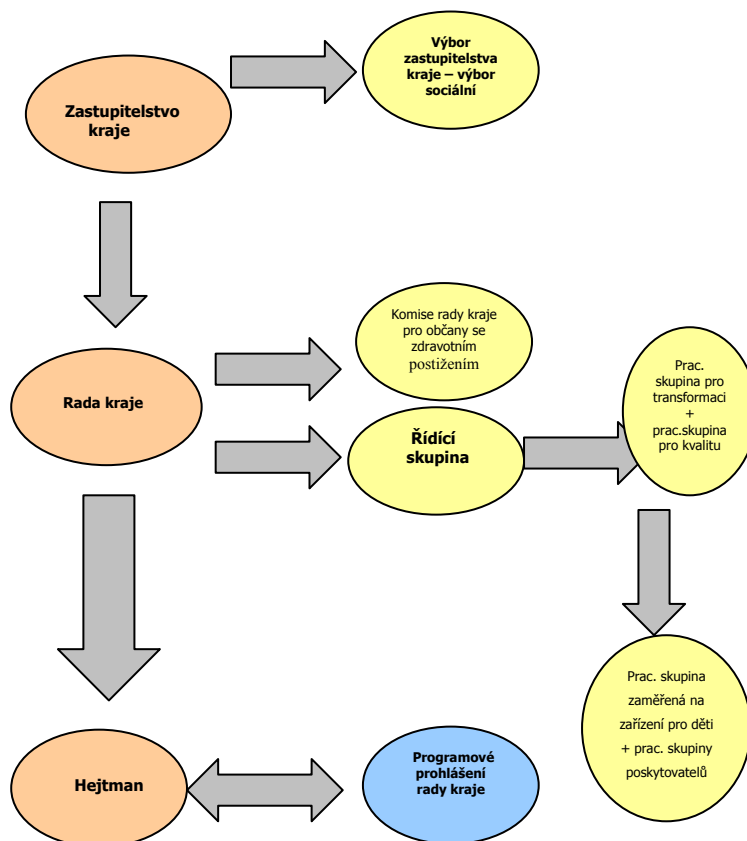 Výbor
zastupitelstva
kraje – výbor
sociální
Zastupitelstvo
kraje
Komise rady kraje
pro občany se
zdravotním
postižením
Prac.
skupina pro
transformaci
+
prac.skupina
pro kvalitu
Rada kraje
Řídící
skupina
Prac. skupina
zaměřená na
zařízení pro děti
+ prac. skupiny
poskytovatelů
Hejtman
Programové
prohlášení
rady kraje